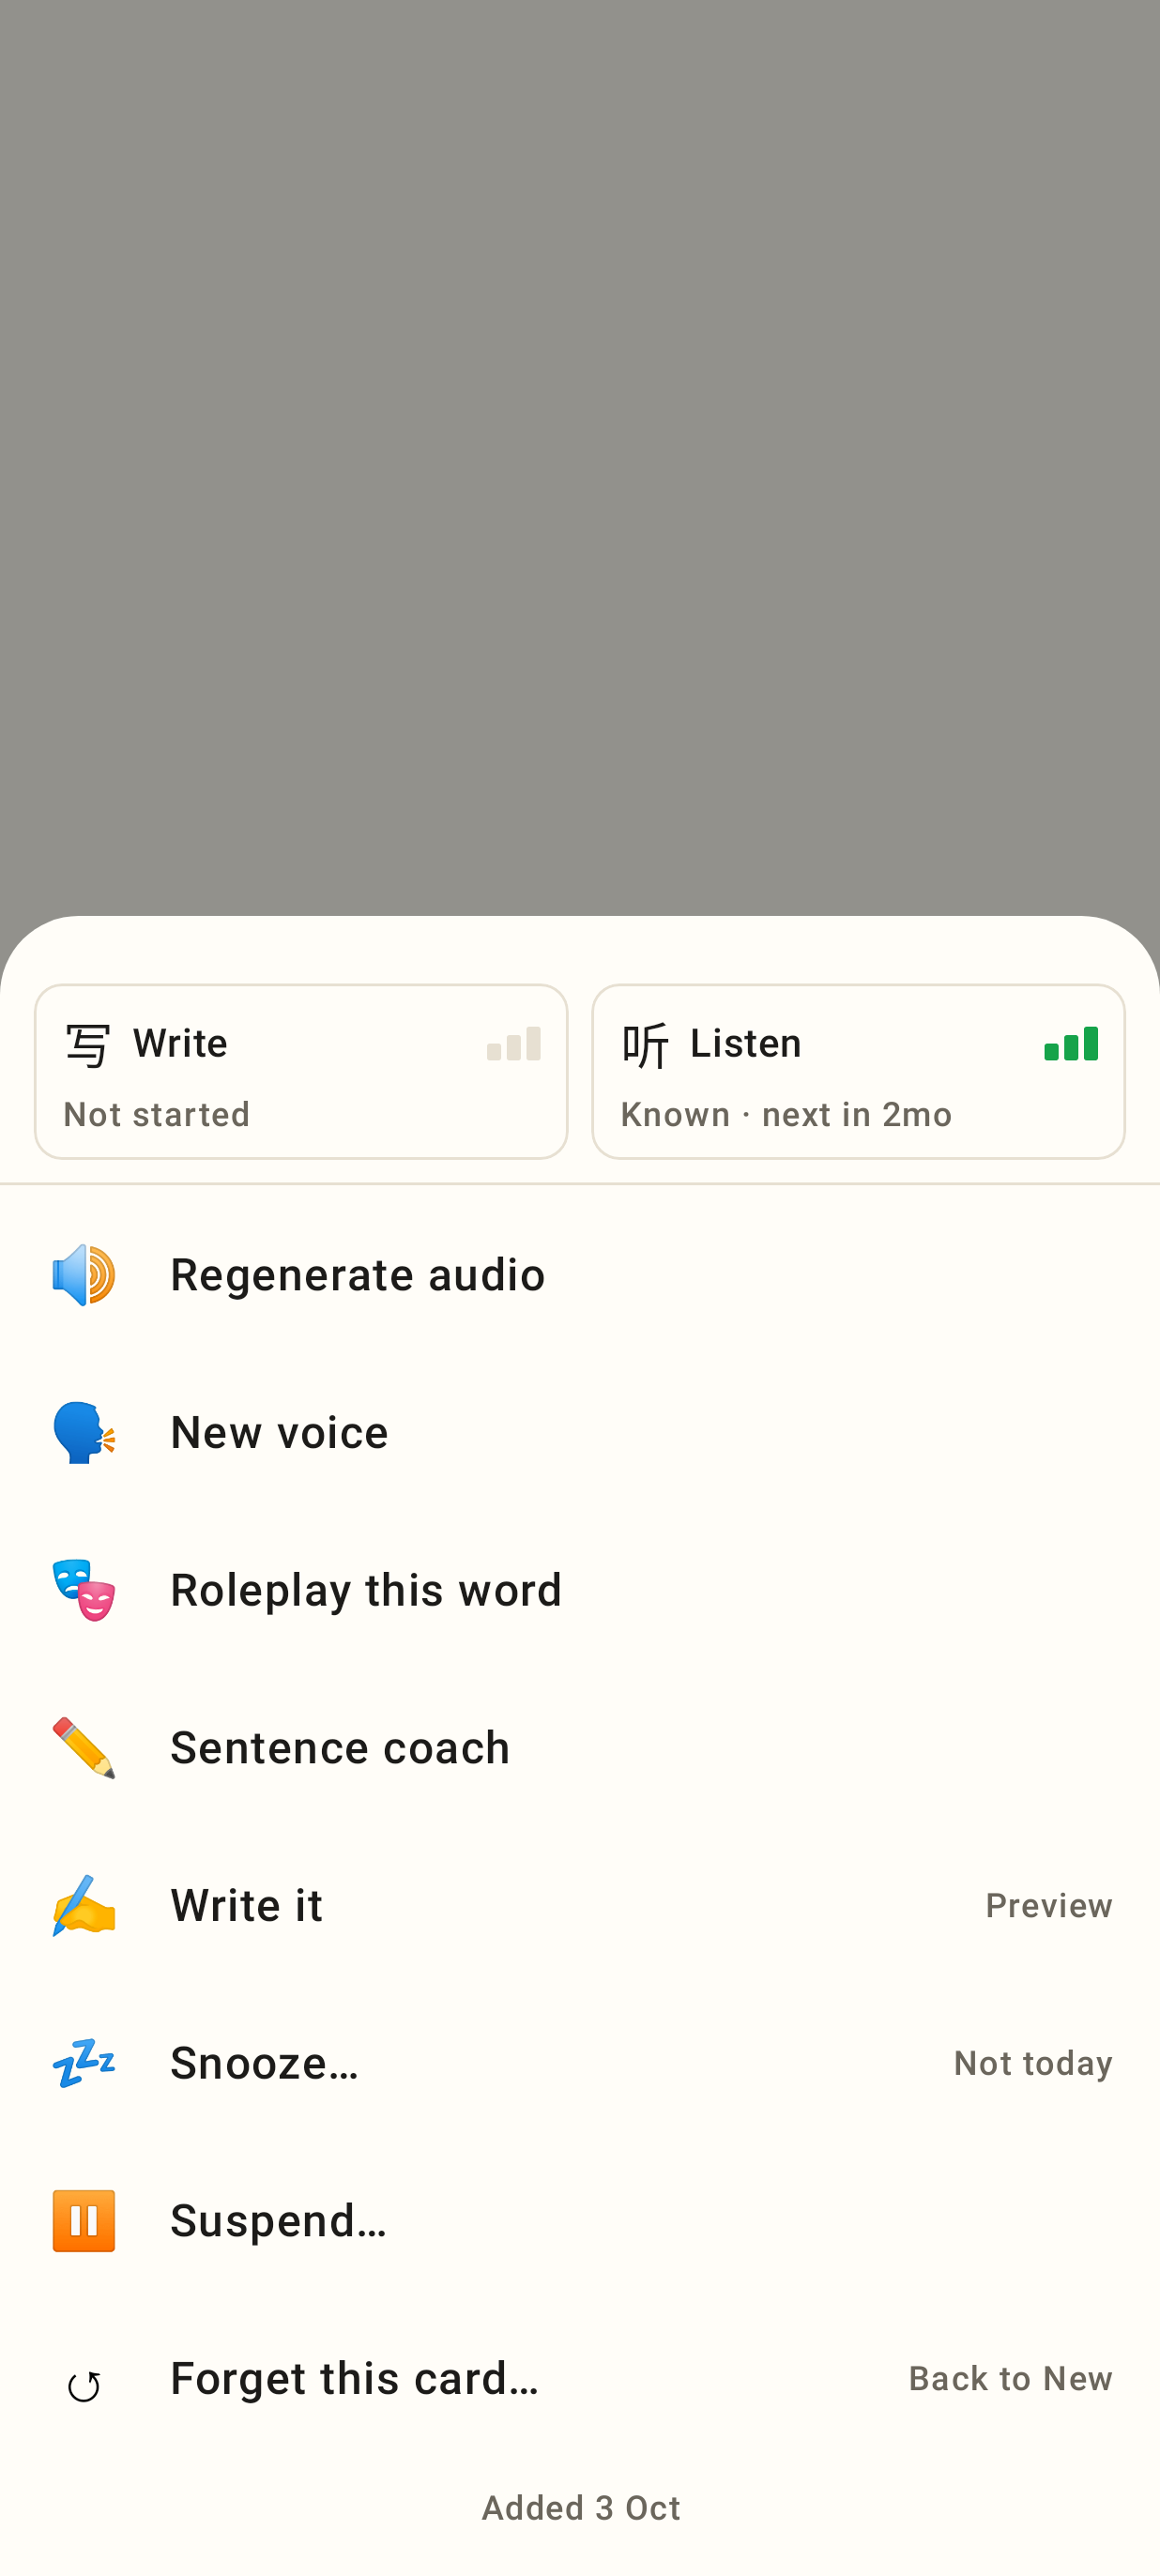 写 Write
Not started
听 Listen
Known · next in 2mo
Regenerate audio
New voice
Roleplay this word
Sentence coach
Write it
Preview
Snooze…
Not today
Suspend…
Forget this card…
Back to New
Added 3 Oct